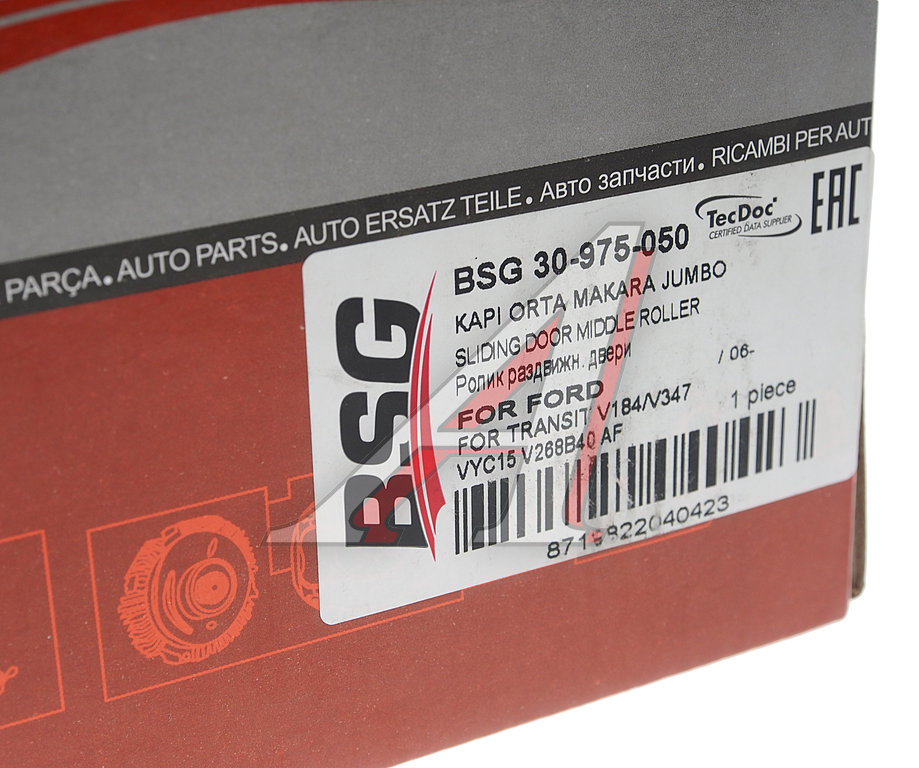 PARÇA. AUTO PARTS. AUTO ERSATZ TEILE. Авто запчасти. RICAMBI PER AUT
TecDoc
CERTIFIED DATA SUPPLIER
EAC
BSG
BSG 30-975-050
KAPI ORTA MAKARA JUMBO
SLIDING DOOR MIDDLE ROLLER
Ролик раздвижн. двери
/ 06-
FOR FORD
FOR TRANSIT V184/V347
1 piece
VYC15 V268B40 AF
8719822040423